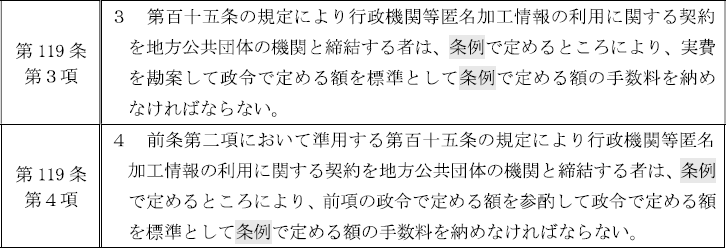 第 119 条
第３項
３　第百十五条の規定により行政機関等匿名加工情報の利用に関する契約
を地方公共団体の機関と締結する者は、条例で定めるところにより、実費
を勘案して政令で定める額を標準として条例で定める額の手数料を納め
なければならない。
第 119 条
第４項
４　前条第二項において準用する第百十五条の規定により行政機関等匿名
加工情報の利用に関する契約を地方公共団体の機関と締結する者は、条例
で定めるところにより、前項の政令で定める額を参酌して政令で定める額
を標準として条例で定める額の手数料を納めなければならない。